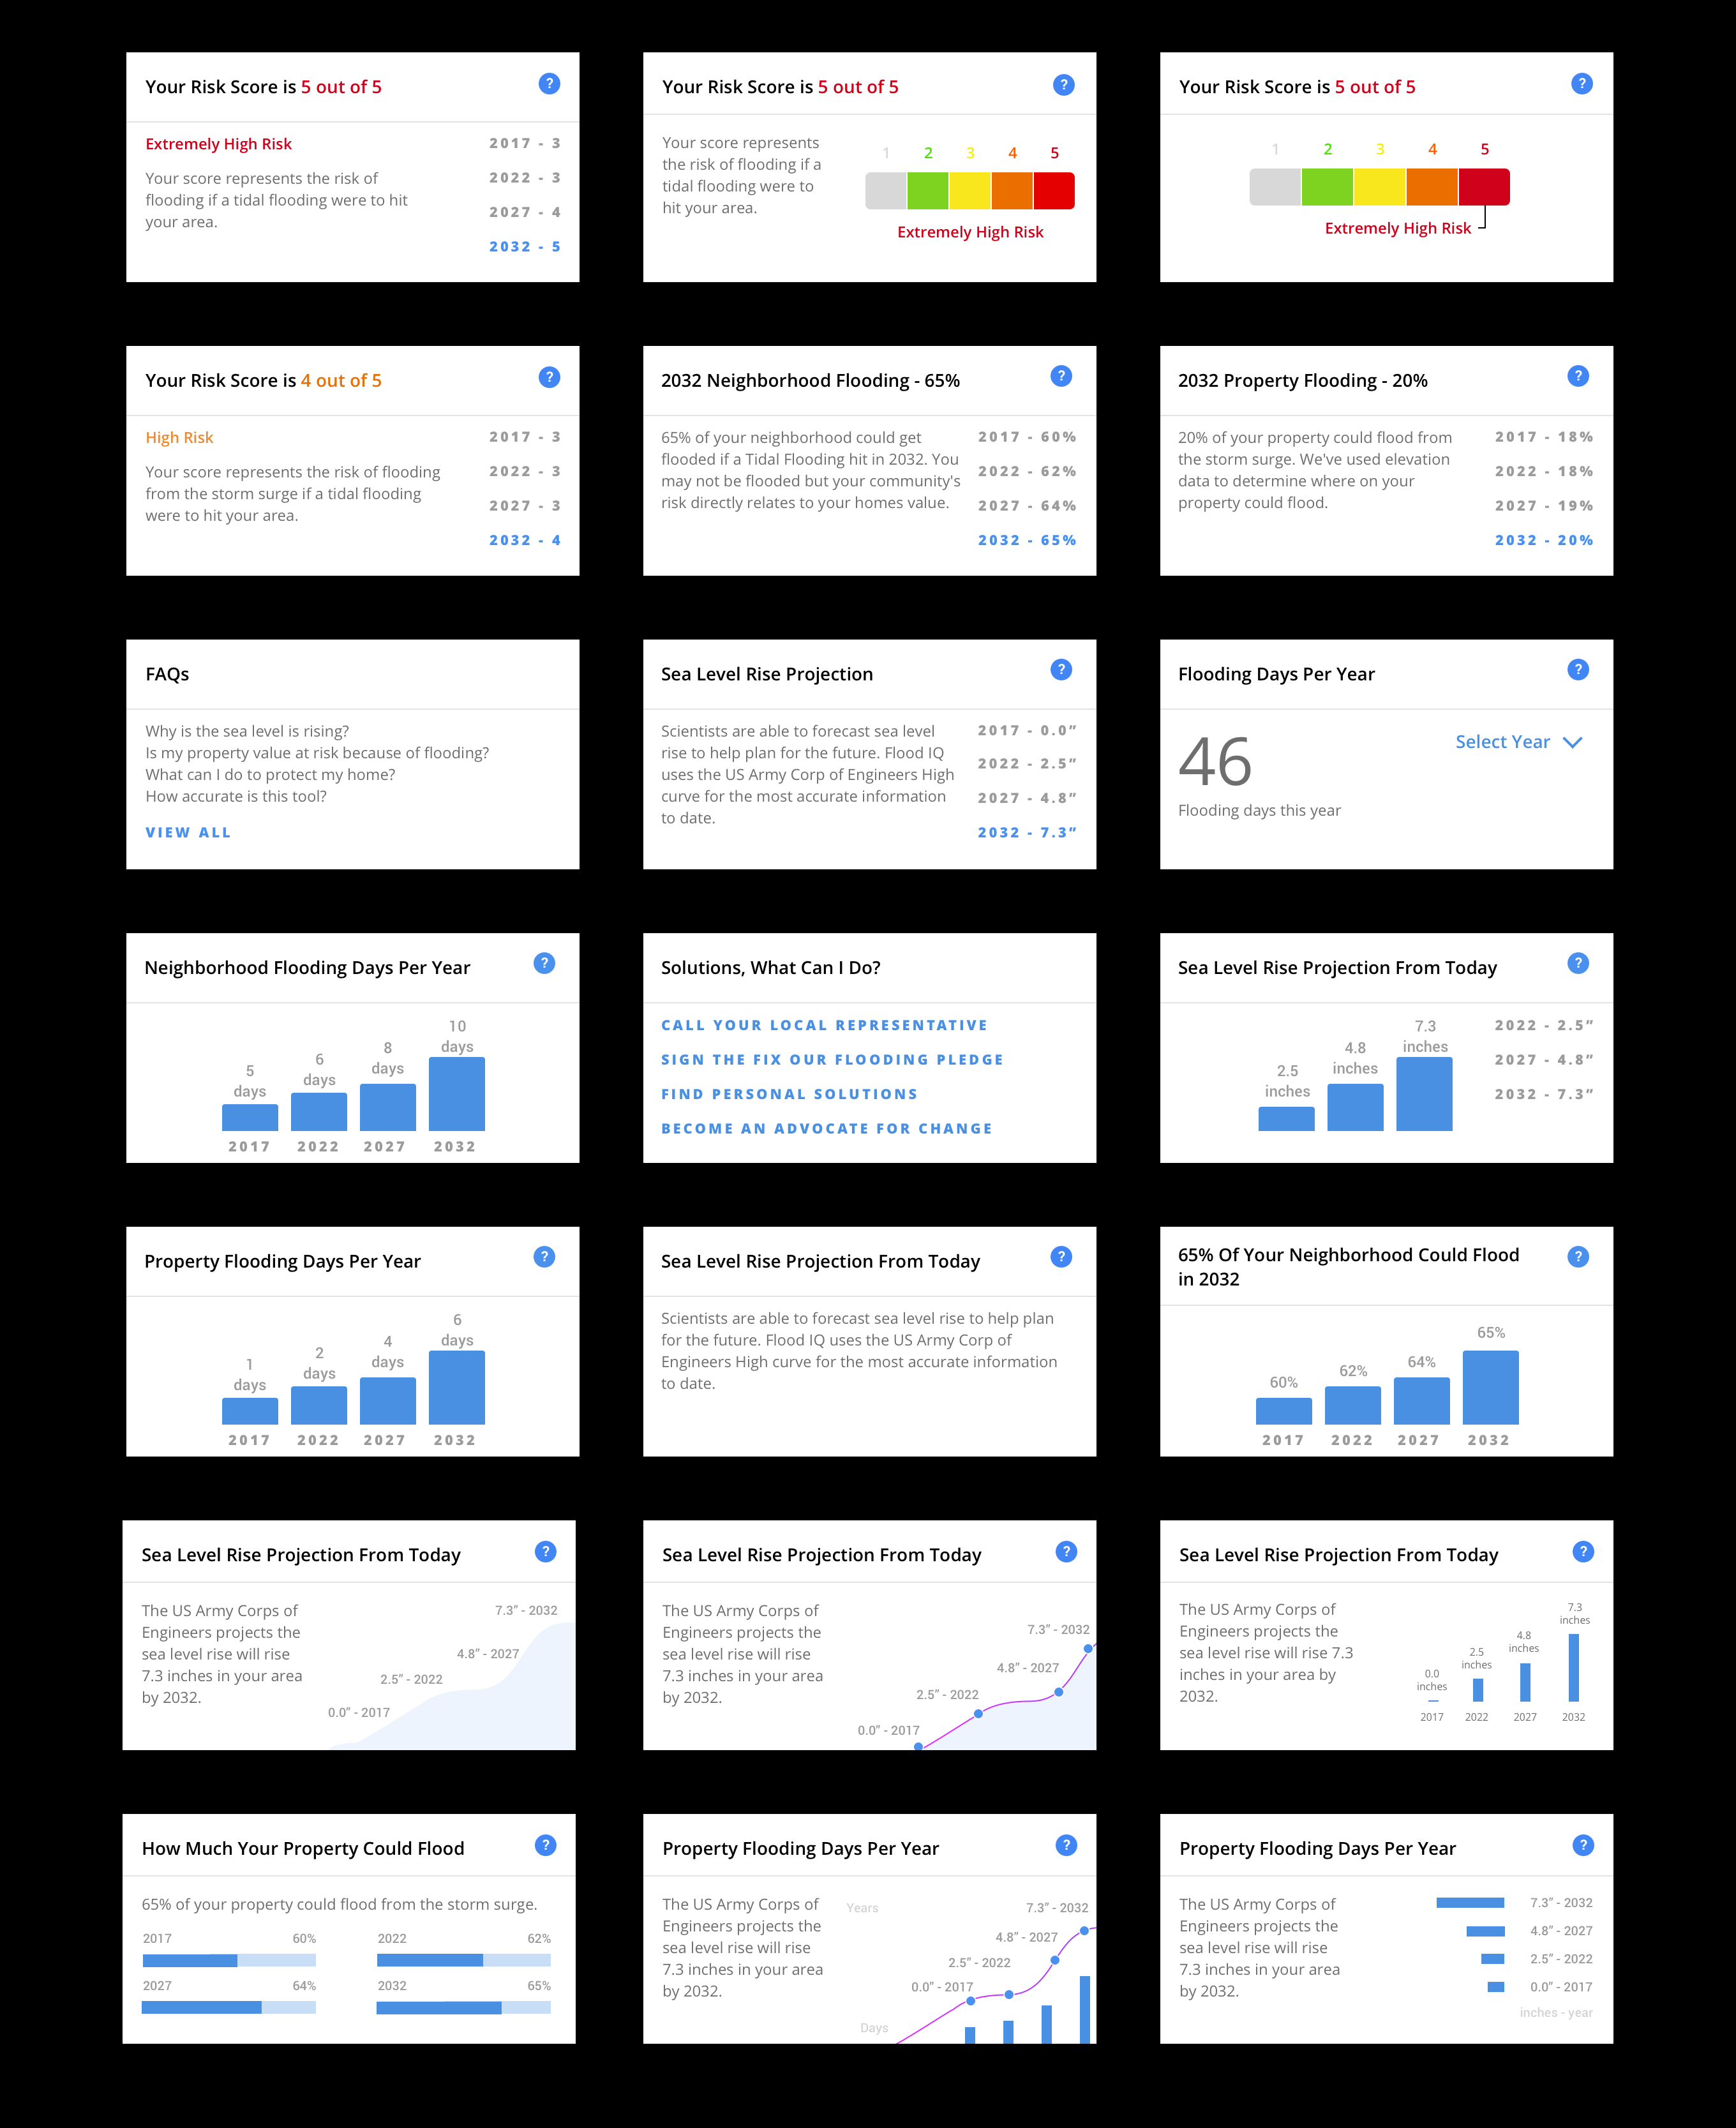 Your Risk Score is 5 out of 5
?
Extremely High Risk
Your score represents the risk of
flooding if a tidal flooding were to hit
your area.
2017 - 3
2022 - 3
2027 - 4
2032 - 5
Your Risk Score is 5 out of 5
?
Your score represents
the risk of flooding if a
tidal flooding were to
hit your area.
1 2 3 4 5
Extremely High Risk
Your Risk Score is 5 out of 5
?
1 2 3 4 5
Extremely High Risk
Your Risk Score is 4 out of 5
?
High Risk
Your score represents the risk of flooding
from the storm surge if a tidal flooding
were to hit your area.
2017 - 3
2022 - 3
2027 - 3
2032 - 4
2032 Neighborhood Flooding - 65%
?
65% of your neighborhood could get
flooded if a Tidal Flooding hit in 2032. You
may not be flooded but your community's
risk directly relates to your homes value.
2017 - 60%
2022 - 62%
2027 - 64%
2032 - 65%
2032 Property Flooding - 20%
?
20% of your property could flood from
the storm surge. We've used elevation
data to determine where on your
property could flood.
2017 - 18%
2022 - 18%
2027 - 19%
2032 - 20%
FAQs
Why is the sea level is rising?
Is my property value at risk because of flooding?
What can I do to protect my home?
How accurate is this tool?
VIEW ALL
Sea Level Rise Projection
?
Scientists are able to forecast sea level
rise to help plan for the future. Flood IQ
uses the US Army Corp of Engineers High
curve for the most accurate information
to date.
2017 - 0.0”
2022 - 2.5”
2027 - 4.8”
2032 - 7.3”
Flooding Days Per Year
?
46
Select Year
Flooding days this year
Neighborhood Flooding Days Per Year
?
5
days
6
days
8
days
10
days
2017 2022 2027 2032
Solutions, What Can I Do?
CALL YOUR LOCAL REPRESENTATIVE
SIGN THE FIX OUR FLOODING PLEDGE
FIND PERSONAL SOLUTIONS
BECOME AN ADVOCATE FOR CHANGE
Sea Level Rise Projection From Today
?
2.5
inches
4.8
inches
7.3
inches
2022 - 2.5”
2027 - 4.8”
2032 - 7.3”
Property Flooding Days Per Year
?
1
days
2
days
4
days
6
days
2017 2022 2027 2032
Sea Level Rise Projection From Today
?
Scientists are able to forecast sea level rise to help plan
for the future. Flood IQ uses the US Army Corp of
Engineers High curve for the most accurate information
to date.
65% Of Your Neighborhood Could Flood
in 2032
?
60%
62%
64%
65%
2017 2022 2027 2032
Sea Level Rise Projection From Today
?
The US Army Corps of
Engineers projects the
sea level rise will rise
7.3 inches in your area
by 2032.
7.3” - 2032
4.8” - 2027
2.5” - 2022
0.0” - 2017
Sea Level Rise Projection From Today
?
The US Army Corps of
Engineers projects the
sea level rise will rise
7.3 inches in your area
by 2032.
7.3” - 2032
4.8” - 2027
2.5” - 2022
0.0” - 2017
Sea Level Rise Projection From Today
?
The US Army Corps of
Engineers projects the
sea level rise will rise 7.3
inches in your area by
2032.
0.0
inches
2.5
inches
4.8
inches
7.3
inches
2017 2022 2027 2032
How Much Your Property Could Flood
?
65% of your property could flood from the storm surge.
2017 60%
2022 62%
2027 64%
2032 65%
Property Flooding Days Per Year
?
The US Army Corps of
Engineers projects the
sea level rise will rise
7.3 inches in your area
by 2032.
Years
7.3” - 2032
4.8” - 2027
2.5” - 2022
0.0” - 2017
Days
Property Flooding Days Per Year
?
The US Army Corps of
Engineers projects the
sea level rise will rise
7.3 inches in your area
by 2032.
7.3” - 2032
4.8” - 2027
2.5” - 2022
0.0” - 2017
inches - year